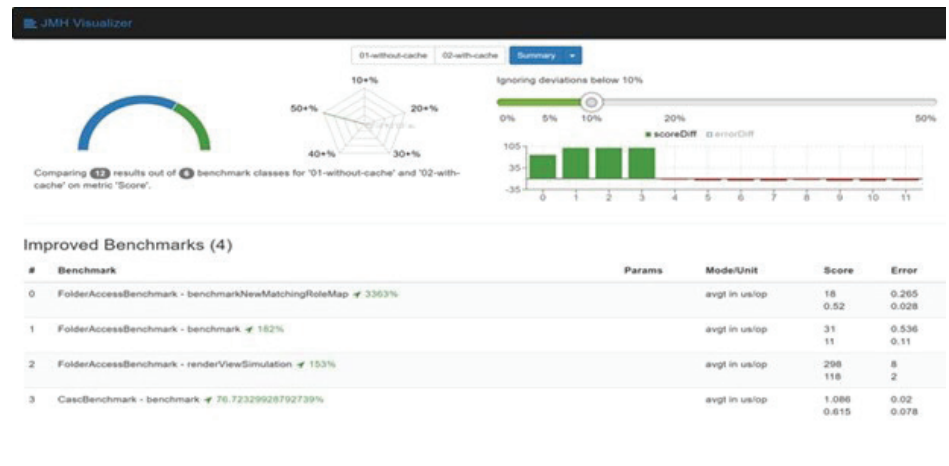 JMH Visualizer
01-without-cache 02-with-cache Summary
10+%
50+% 20+%
40+% 30+%
Comparing 12 results out of 6 benchmark classes for '01-without-cache' and '02-with-
cache' on metric 'Score'.
Ignoring deviations below 10%
0% 5% 10% 20% 50%
scoreDiff errorDiff
105
35
-35
0 1 2 3 4 5 6 7 8 9 10 11
Improved Benchmarks (4)
# Benchmark Params Mode/Unit Score Error
0 FolderAccessBenchmark - benchmarkNewMatchingRoleMap 3363% avgt in us/op 18 0.265
0.52 0.028
1 FolderAccessBenchmark - benchmark 182% avgt in us/op 31 0.536
11 0.11
2 FolderAccessBenchmark - renderViewSimulation 153% avgt in us/op 298 8
118 2
3 CascBenchmark - benchmark 76.72329928792739% avgt in us/op 1.086 0.02
0.615 0.078